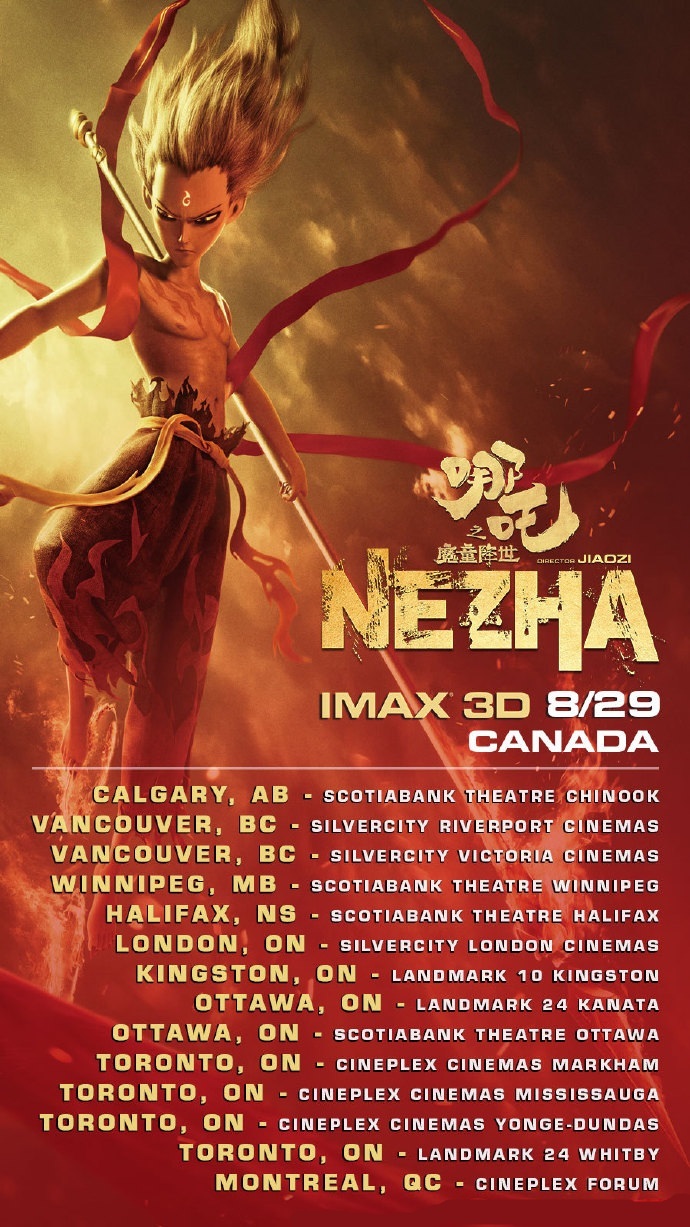 哪吒
之
魔童降世
DIRECTOR JIAOZI
NEZHA
IMAX® 3D 8/29
CANADA
CALGARY, AB - SCOTIABANK THEATRE CHINOOK
VANCOUVER, BC - SILVERCITY RIVERPORT CINEMAS
VANCOUVER, BC - SILVERCITY VICTORIA CINEMAS
WINNIPEG, MB - SCOTIABANK THEATRE WINNIPEG
HALIFAX, NS - SCOTIABANK THEATRE HALIFAX
LONDON, ON - SILVERCITY LONDON CINEMAS
KINGSTON, ON - LANDMARK 10 KINGSTON
OTTAWA, ON - LANDMARK 24 KANATA
OTTAWA, ON - SCOTIABANK THEATRE OTTAWA
TORONTO, ON - CINEPLEX CINEMAS MARKHAM
TORONTO, ON - CINEPLEX CINEMAS MISSISSAUGA
TORONTO, ON - CINEPLEX CINEMAS YONGE-DUNDAS
TORONTO, ON - LANDMARK 24 WHITBY
MONTREAL, QC - CINEPLEX FORUM